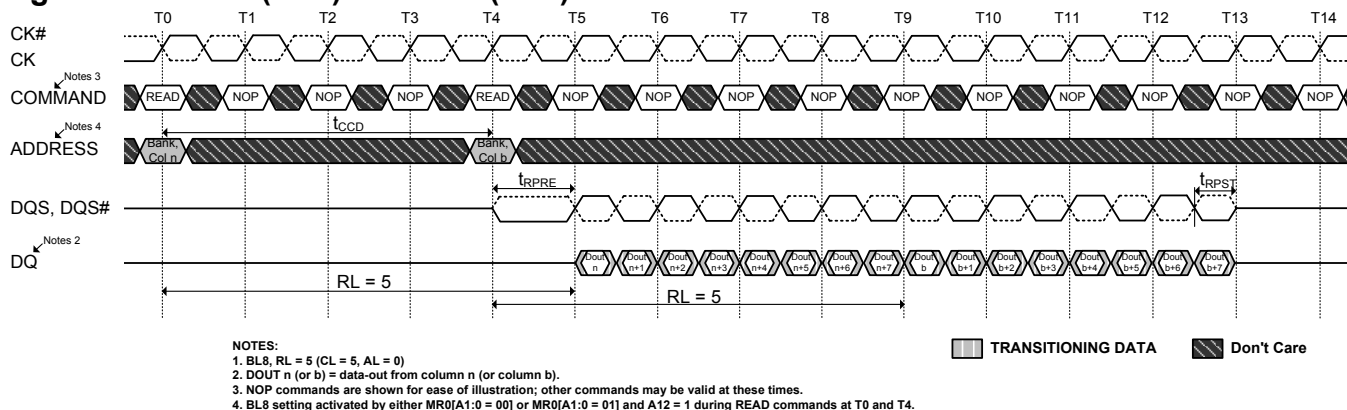 T0 T1 T2 T3 T4 T5 T6 T7 T8 T9 T10 T11 T12 T13 T14
CK#
CK
Notes 3
COMMAND READ NOP NOP NOP READ NOP NOP NOP NOP NOP NOP NOP NOP NOP NOP
tCCD
Notes 4
ADDRESS Bank, Col n Bank, Col b
tRPRE tRPST
DQS, DQS#
Notes 2
DQ Dout n Dout n+1 Dout n+2 Dout n+3 Dout n+4 Dout n+5 Dout n+6 Dout n+7 Dout b Dout b+1 Dout b+2 Dout b+3 Dout b+4 Dout b+5 Dout b+6 Dout b+7
RL = 5 RL = 5
NOTES:
1. BL8, RL = 5 (CL = 5, AL = 0)
2. DOUT n (or b) = data-out from column n (or column b).
3. NOP commands are shown for ease of illustration; other commands may be valid at these times.
4. BL8 setting activated by either MR0[A1:0 = 00] or MR0[A1:0 = 01] and A12 = 1 during READ commands at T0 and T4.
TRANSITIONING DATA Don't Care